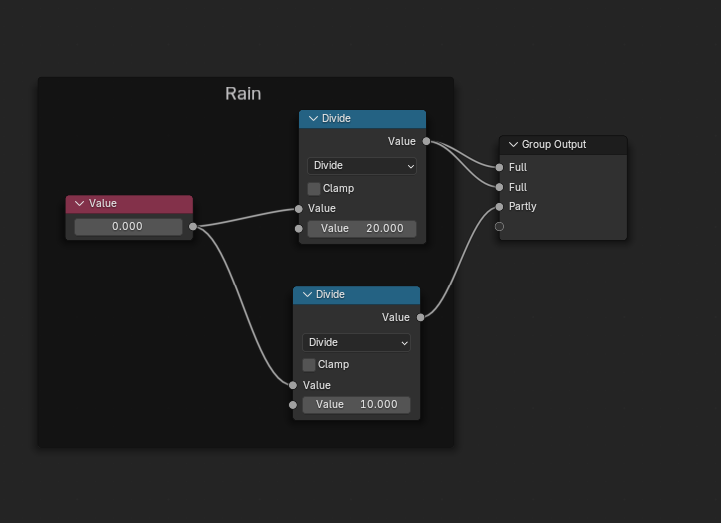 Rain
Divide
Value
Divide
Clamp
Value
Value 20.000
Value
0.000
Divide
Value
Divide
Clamp
Value
Value 10.000
Group Output
Full
Full
Partly